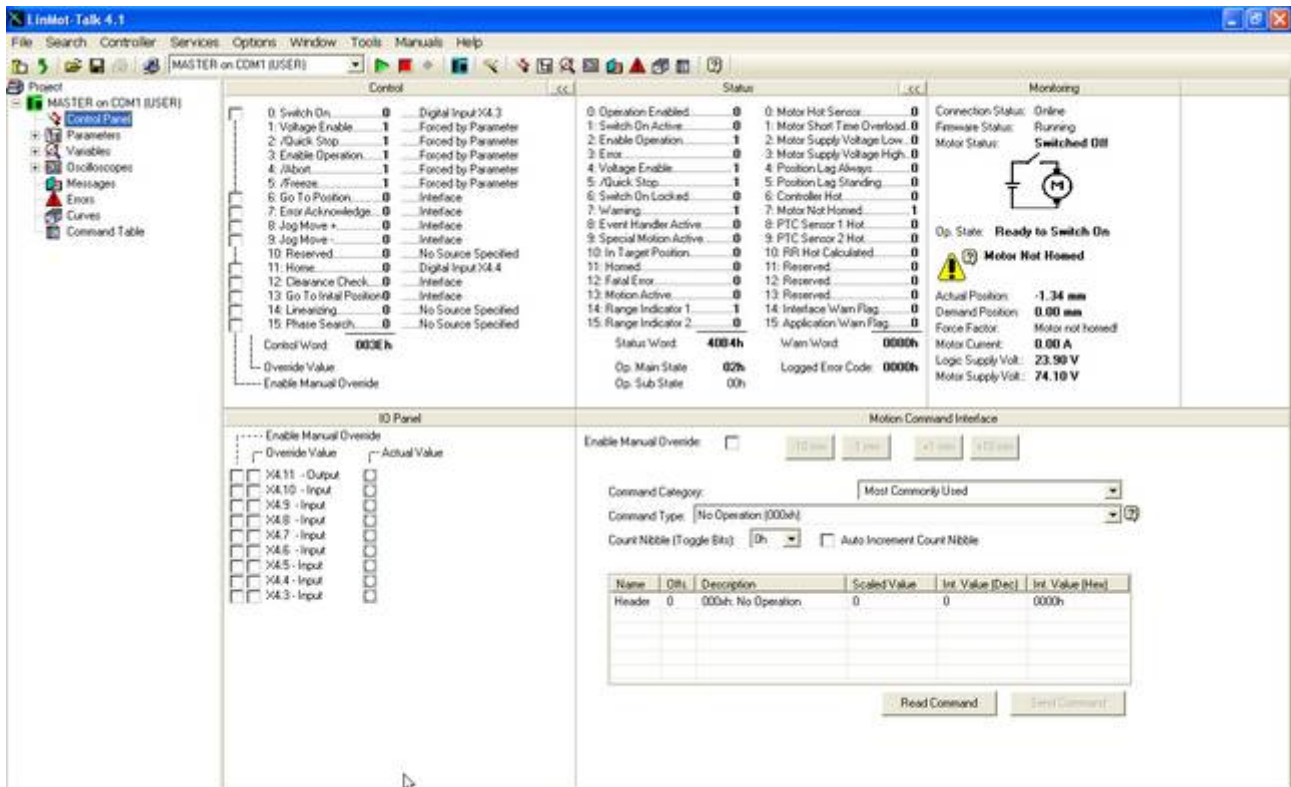 LinMot-Talk 4.1
File Search Controller Services Options Window Tools Manuals Help
MASTER on COM1 (USER)
Project
MASTER on COM1 (USER)
Control Panel
Parameters
Variables
Oscilloscopes
Messages
Errors
Curves
Command Table
Control <<
0: Switch On 0 Digital Input X4.3
1: Voltage Enable 1 Forced by Parameter
2: /Quick Stop 1 Forced by Parameter
3: Enable Operation 1 Forced by Parameter
4: /Abort 1 Forced by Parameter
5: /Freeze 1 Forced by Parameter
6: Go To Position 0 Interface
7: Error Acknowledge 0 Interface
8: Jog Move + 0 Interface
9: Jog Move - 0 Interface
10: Reserved 0 No Source Specified
11: Home 0 Digital Input X4.4
12: Clearance Check 0 Interface
13: Go To Initial Position 0 Interface
14: Linearizing 0 No Source Specified
15: Phase Search 0 No Source Specified
Control Word: 003Eh
Override Value
Enable Manual Override
Status <<
0: Operation Enabled 0
1: Switch On Active 0
2: Enable Operation 1
3: Error 0
4: Voltage Enable 1
5: /Quick Stop 1
6: Switch On Locked 0
7: Warning 1
8: Event Handler Active 0
9: Special Motion Active 0
10: In Target Position 0
11: Homed 0
12: Fatal Error 0
13: Motion Active 0
14: Range Indicator 1 1
15: Range Indicator 2 0
Status Word: 40B4h
Op. Main State 02h
Op. Sub State 00h
0: Motor Hot Sensor 0
1: Motor Short Time Overload 0
2: Motor Supply Voltage Low 0
3: Motor Supply Voltage High 0
4: Position Lag Always 0
5: Position Lag Standing 0
6: Controller Hot 0
7: Motor Not Homed 1
8: PTC Sensor 1 Hot 0
9: PTC Sensor 2 Hot 0
10: RR Hot Calculated 0
11: Reserved 0
12: Reserved 0
13: Reserved 0
14: Interface Warn Flag 0
15: Application Warn Flag 0
Warn Word: 0080h
Logged Error Code: 0000h
Monitoring
Connection Status: Online
Firmware Status: Running
Motor Status: Switched Off
M
Op. State: Ready to Switch On
Motor Not Homed
Actual Position: -1.34 mm
Demand Position: 0.00 mm
Force Factor: Motor not homed
Motor Current: 0.00 A
Logic Supply Volt.: 23.90 V
Motor Supply Volt.: 74.10 V
IO Panel
Enable Manual Override
Override Value Actual Value
X4.11 - Output
X4.10 - Input
X4.9 - Input
X4.8 - Input
X4.7 - Input
X4.6 - Input
X4.5 - Input
X4.4 - Input
X4.3 - Input
Motion Command Interface
Enable Manual Override: -10 mm -1 mm +1 mm +10 mm
Command Category: Most Commonly Used
Command Type: No Operation (000xh)
Count Nibble (Toggle Bits): 0h Auto Increment Count Nibble
Name Offs. Description Scaled Value Int. Value (Dec) Int. Value (Hex)
Header 0 000xh: No Operation 0 0 0000h
Read Command Send Command